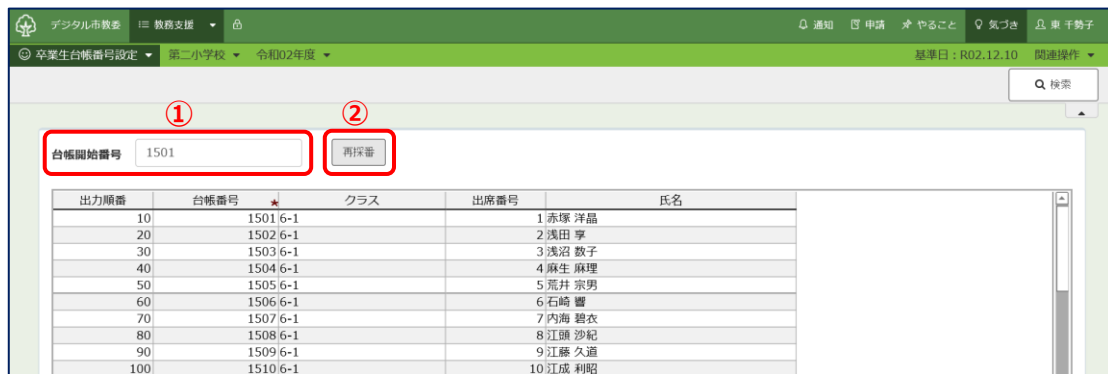 デジタル市教委 教務支援 通知 申請 やること 気づき 東 千勢子
卒業生台帳番号設定 第二小学校 令和02年度 基準日：R02.12.10 関連操作
検索
① ②
台帳開始番号 1501 再採番
出力順番 台帳番号 ★ クラス 出席番号 氏名
10 1501 6-1 1 赤塚 洋晶
20 1502 6-1 2 浅田 享
30 1503 6-1 3 浅沼 数子
40 1504 6-1 4 麻生 麻理
50 1505 6-1 5 荒井 宗男
60 1506 6-1 6 石崎 響
70 1507 6-1 7 内海 碧衣
80 1508 6-1 8 江頭 沙紀
90 1509 6-1 9 江藤 久道
100 1510 6-1 10 江成 利昭